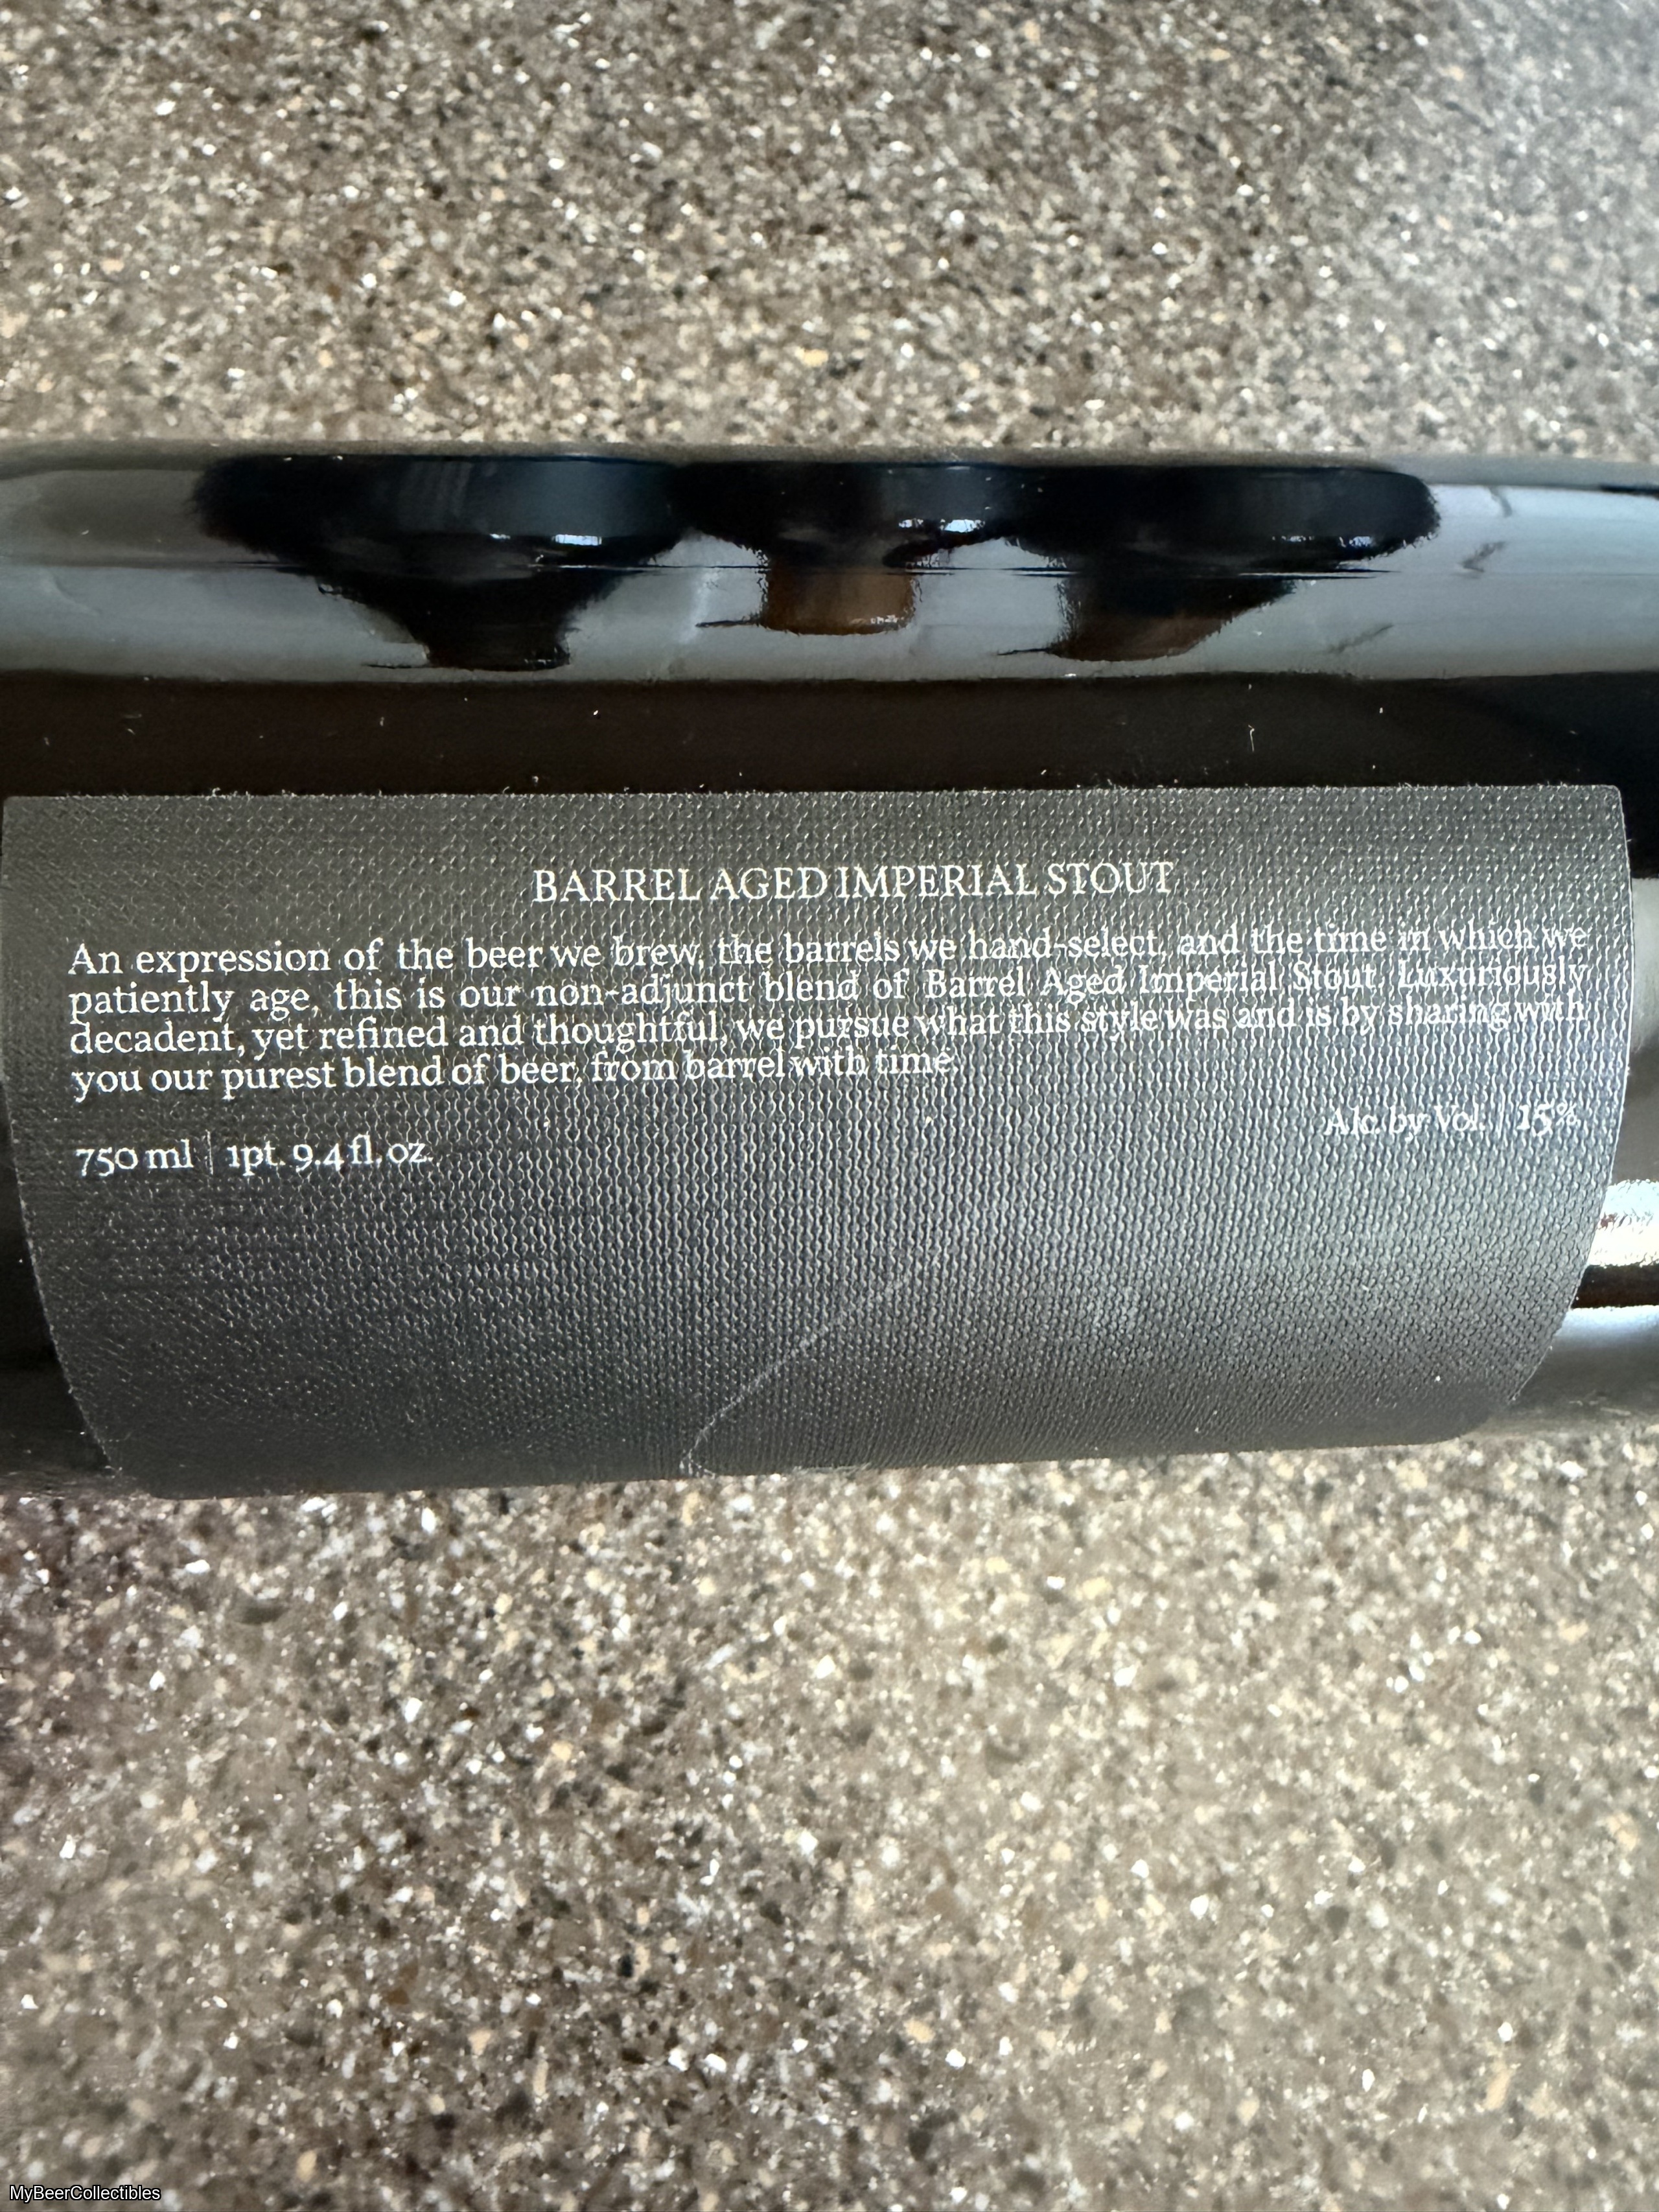 BARREL AGED IMPERIAL STOUT
An expression of the beer we brew, the barrels we hand-select, and the time in which we
patiently age, this is our non-adjunct blend of Barrel Aged Imperial Stout. Luxuriously
decadent, yet refined and thoughtful, we pursue what this style was and is by sharing with
you our purest blend of beer, from barrel with time.
Alc. by Vol. | 15%
750 ml | 1pt. 9.4 fl. oz.
MyBeerCollectibles